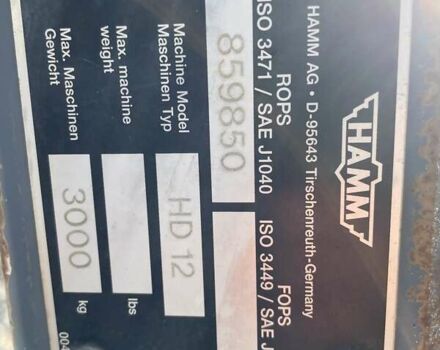 HAMM
HAMM AG · D-95643 Tirschenreuth-Germany
ROPS FOPS
ISO 3471 / SAE J1040 ISO 3449 / SAE J
859850
Machine Model
Maschinen Typ
HD 12
Max. machine
weight
lbs
Max. Maschinen
Gewicht
3000
kg
004